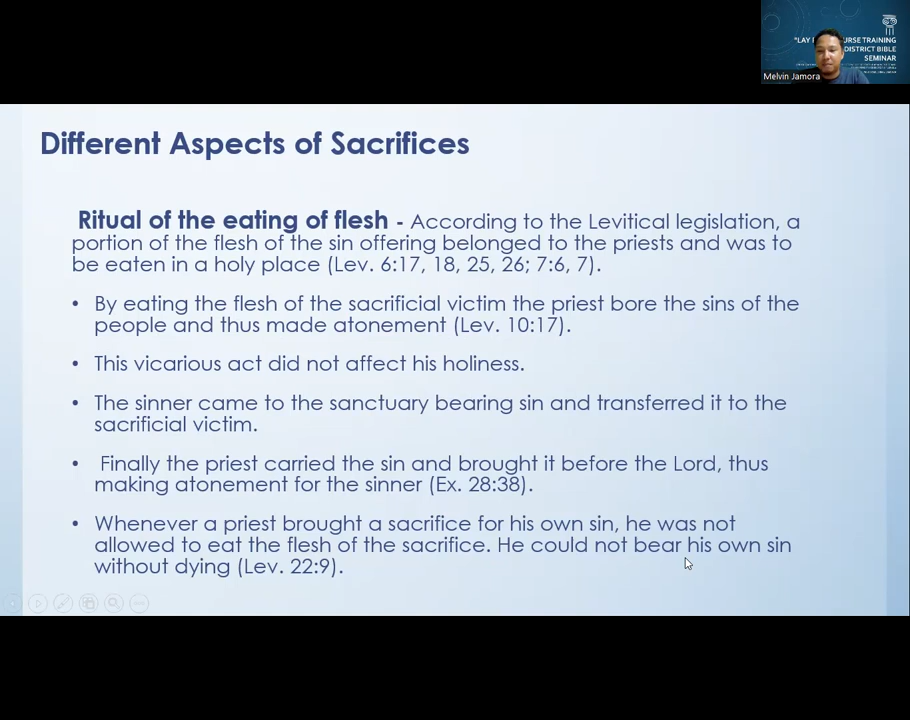 "LAY
URSE TRAINING
DISTRICT BIBLE
SEMINAR
Melvin Jamora
Different Aspects of Sacrifices
Ritual of the eating of flesh - According to the Levitical legislation, a
portion of the flesh of the sin offering belonged to the priests and was to
be eaten in a holy place (Lev. 6:17, 18, 25, 26; 7:6, 7).
• By eating the flesh of the sacrificial victim the priest bore the sins of the
people and thus made atonement (Lev. 10:17).
• This vicarious act did not affect his holiness.
• The sinner came to the sanctuary bearing sin and transferred it to the
sacrificial victim.
• Finally the priest carried the sin and brought it before the Lord, thus
making atonement for the sinner (Ex. 28:38).
• Whenever a priest brought a sacrifice for his own sin, he was not
allowed to eat the flesh of the sacrifice. He could not bear his own sin
without dying (Lev. 22:9).